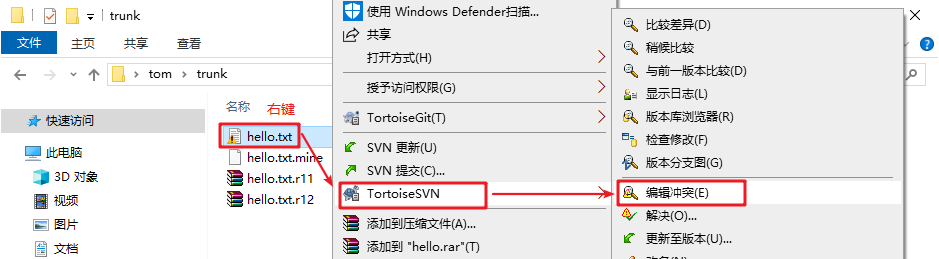 trunk
文件
主页
共享
查看
tom
trunk
快速访问
此电脑
3D 对象
视频
图片
文档
名称
右键
hello.txt
hello.txt.mine
hello.txt.r11
hello.txt.r12
使用 Windows Defender扫描...
共享
打开方式(H)
授予访问权限(G)
TortoiseGit(T)
SVN 更新(U)
SVN 提交(C)...
TortoiseSVN
添加到压缩文件(A)...
添加到 "hello.rar"(T)
比较差异(D)
稍候比较
与前一版本比较(D)
显示日志(L)
版本库浏览器(R)
检查修改(F)
版本分支图(G)
编辑冲突(E)
解决(O)...
更新至版本(U)...